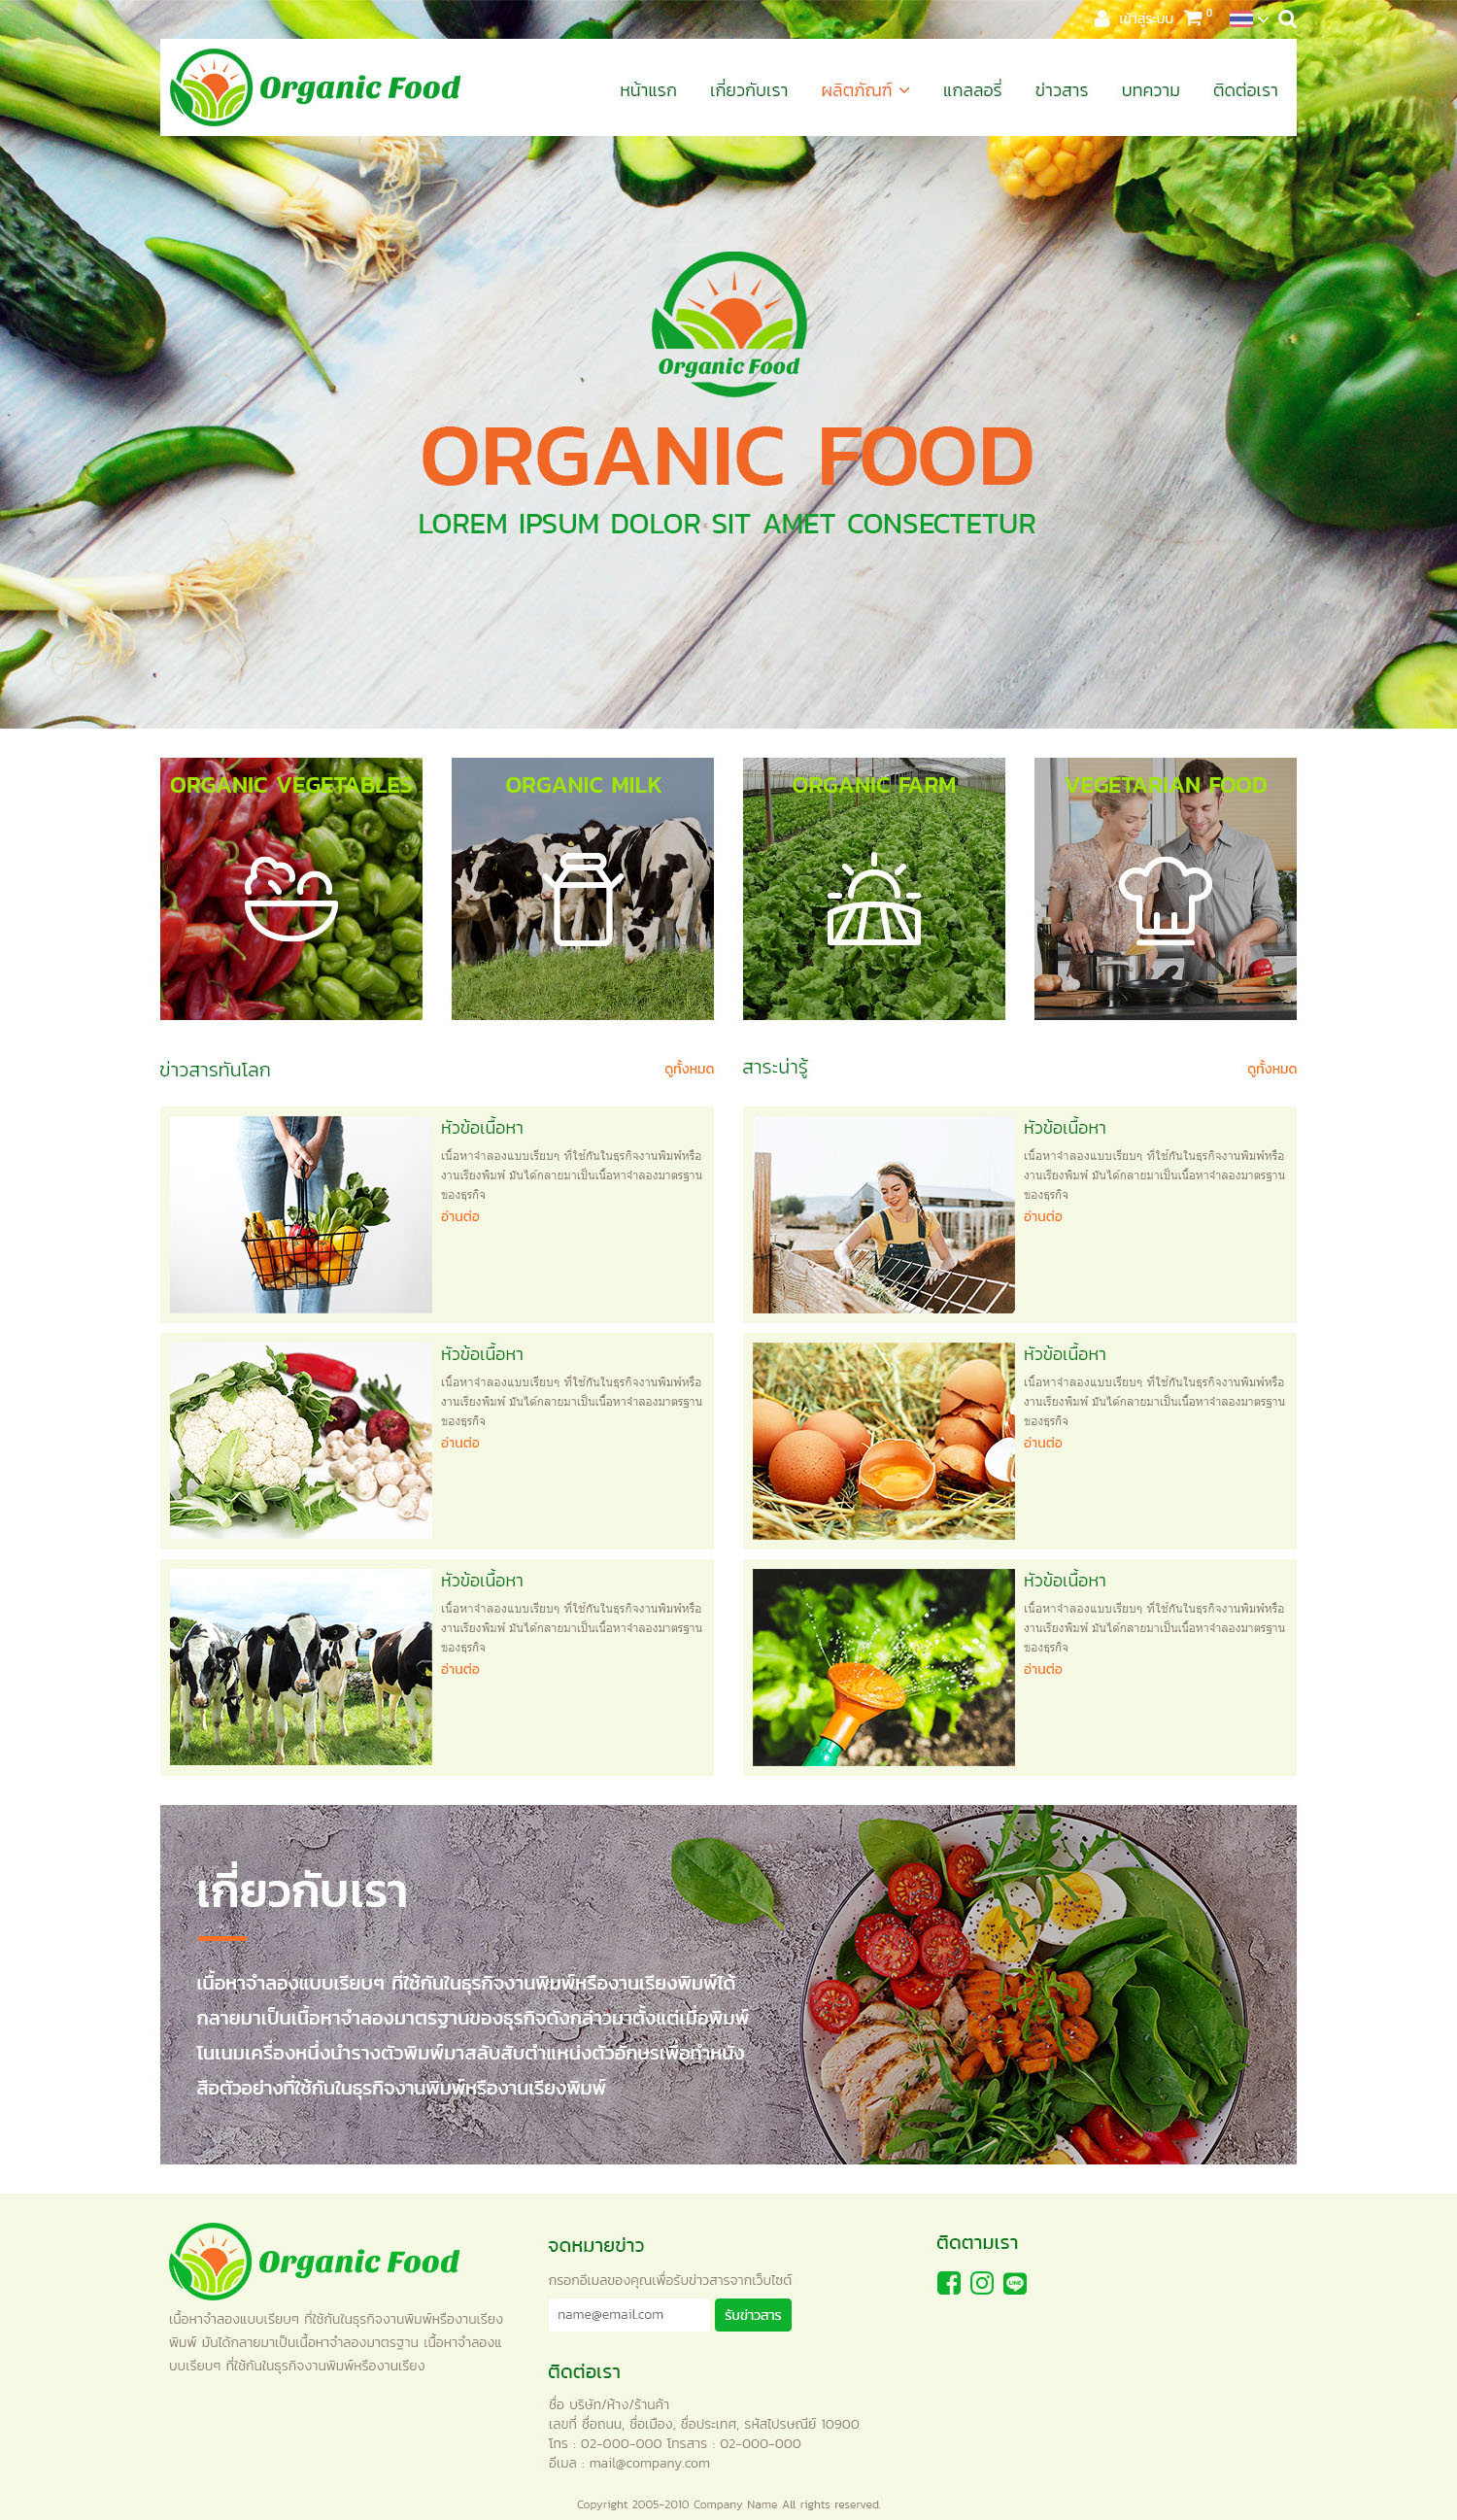 เข้าสู่ระบบ 0
Organic Food
หน้าแรก เกี่ยวกับเรา ผลิตภัณฑ์ แกลลอรี่ ข่าวสาร บทความ ติดต่อเรา
Organic Food
ORGANIC FOOD
LOREM IPSUM DOLOR SIT AMET CONSECTETUR
ORGANIC VEGETABLES
ORGANIC MILK
ORGANIC FARM
VEGETARIAN FOOD
ข่าวสารทันโลก ดูทั้งหมด
หัวข้อเนื้อหา
เนื้อหาจำลองแบบเรียบๆ ที่ใช้กันในธุรกิจงานพิมพ์หรือ
งานเรียงพิมพ์ มันได้กลายมาเป็นเนื้อหาจำลองมาตรฐาน
ของธุรกิจ
อ่านต่อ
หัวข้อเนื้อหา
เนื้อหาจำลองแบบเรียบๆ ที่ใช้กันในธุรกิจงานพิมพ์หรือ
งานเรียงพิมพ์ มันได้กลายมาเป็นเนื้อหาจำลองมาตรฐาน
ของธุรกิจ
อ่านต่อ
หัวข้อเนื้อหา
เนื้อหาจำลองแบบเรียบๆ ที่ใช้กันในธุรกิจงานพิมพ์หรือ
งานเรียงพิมพ์ มันได้กลายมาเป็นเนื้อหาจำลองมาตรฐาน
ของธุรกิจ
อ่านต่อ
สาระน่ารู้ ดูทั้งหมด
หัวข้อเนื้อหา
เนื้อหาจำลองแบบเรียบๆ ที่ใช้กันในธุรกิจงานพิมพ์หรือ
งานเรียงพิมพ์ มันได้กลายมาเป็นเนื้อหาจำลองมาตรฐาน
ของธุรกิจ
อ่านต่อ
หัวข้อเนื้อหา
เนื้อหาจำลองแบบเรียบๆ ที่ใช้กันในธุรกิจงานพิมพ์หรือ
งานเรียงพิมพ์ มันได้กลายมาเป็นเนื้อหาจำลองมาตรฐาน
ของธุรกิจ
อ่านต่อ
หัวข้อเนื้อหา
เนื้อหาจำลองแบบเรียบๆ ที่ใช้กันในธุรกิจงานพิมพ์หรือ
งานเรียงพิมพ์ มันได้กลายมาเป็นเนื้อหาจำลองมาตรฐาน
ของธุรกิจ
อ่านต่อ
เกี่ยวกับเรา
เนื้อหาจำลองแบบเรียบๆ ที่ใช้กันในธุรกิจงานพิมพ์หรืองานเรียงพิมพ์ได้
กลายมาเป็นเนื้อหาจำลองมาตรฐานของธุรกิจดังกล่าวมาตั้งแต่เมื่อพิมพ์
โนเนมเครื่องหนึ่งนำรางตัวพิมพ์มาสลับสับตำแหน่งตัวอักษรเพื่อทำหนัง
สือตัวอย่างที่ใช้กันในธุรกิจงานพิมพ์หรืองานเรียงพิมพ์
Organic Food
เนื้อหาจำลองแบบเรียบๆ ที่ใช้กันในธุรกิจงานพิมพ์หรืองานเรียง
พิมพ์ มันได้กลายมาเป็นเนื้อหาจำลองมาตรฐาน เนื้อหาจำลองแ
บบเรียบๆ ที่ใช้กันในธุรกิจงานพิมพ์หรืองานเรียง
จดหมายข่าว
กรอกอีเมลของคุณเพื่อรับข่าวสารจากเว็บไซต์
name@email.com รับข่าวสาร
ติดต่อเรา
ชื่อ บริษัท/ห้าง/ร้านค้า
เลขที่ ชื่อถนน, ชื่อเมือง, ชื่อประเทศ, รหัสไปรษณีย์ 10900
โทร : 02-000-000 โทรสาร : 02-000-000
อีเมล : mail@company.com
ติดตามเรา
LINE
Copyright 2005-2010 Company Name All rights reserved.